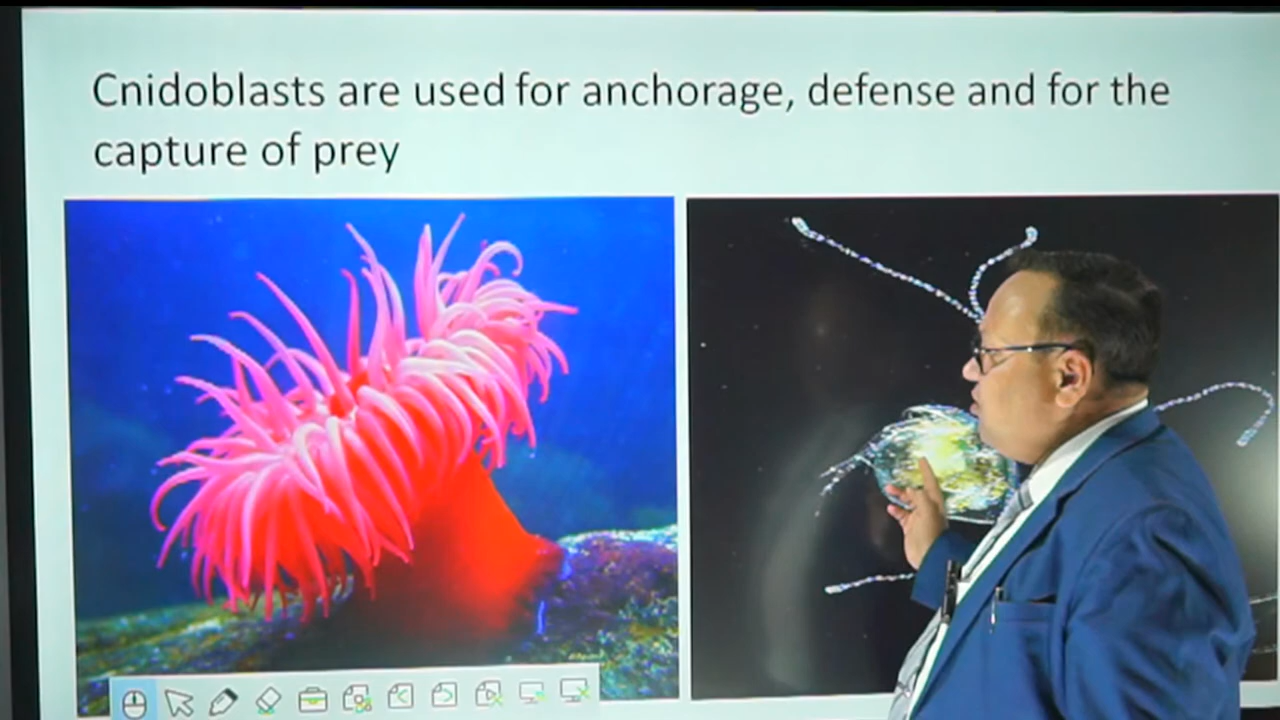 Cnidoblasts are used for anchorage, defense and for the
capture of prey